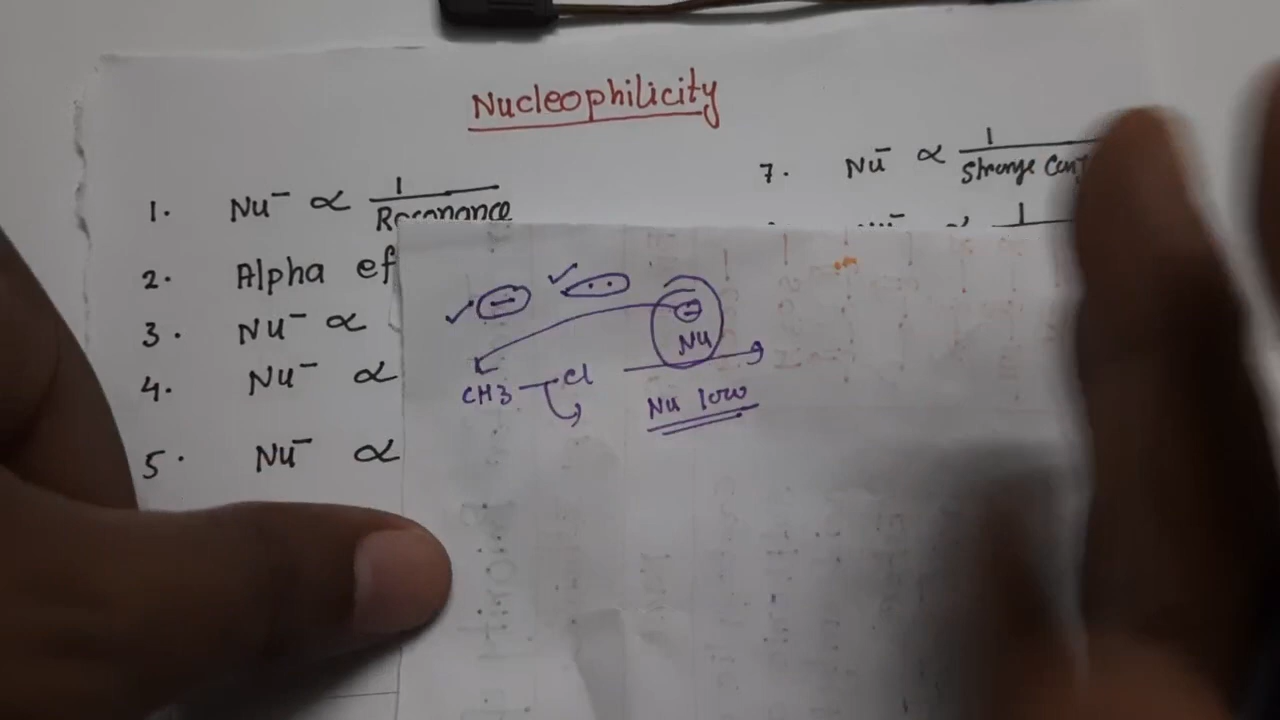 Nucleophilicity
1. Nu⁻ ∝ 1 / Resonance
2. Alpha ef
3. Nu⁻ ∝
4. Nu⁻ ∝
5. Nu⁻ ∝
7. Nu⁻ ∝ 1 /
1
Nu
CH3 – Cl
Nu low